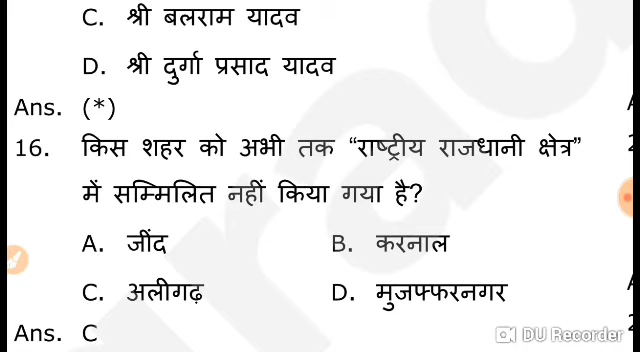 C. श्री बलराम यादव
D. श्री दुर्गा प्रसाद यादव
Ans. (*)
16. किस शहर को अभी तक “राष्ट्रीय राजधानी क्षेत्र”
में सम्मिलित नहीं किया गया है?
A. जींद B. करनाल
C. अलीगढ़ D. मुजफ्फरनगर
Ans. C
DU Recorder